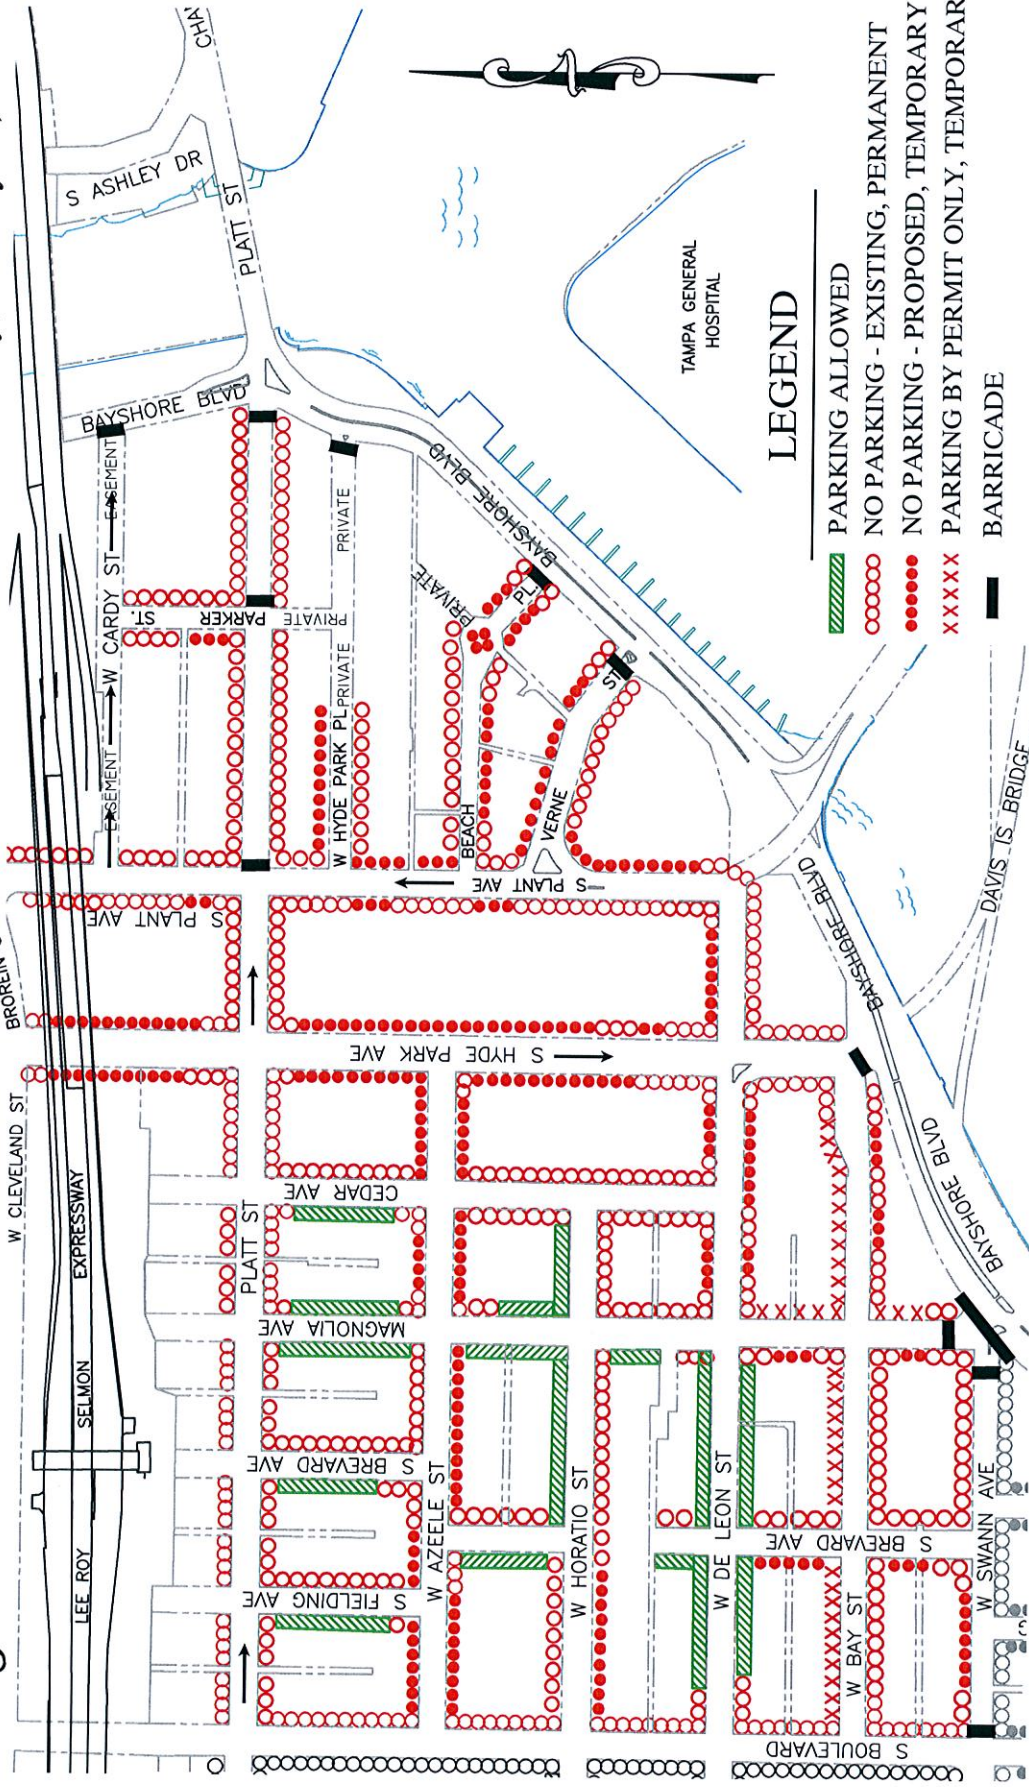 W CLEVELAND ST
LEE ROY
SELMON
EXPRESSWAY
S ASHLEY DR
PLATT ST
BAYSHORE BLVD
EASEMENT
W CARDY ST
EASEMENT
PARKER
ST.
PRIVATE
PRIVATE
W HYDE PARK PL
PRIVATE
PRIVATE
BEACH
PL
BAYSHORE BLVD
VERNE
ST
S PLANT AVE
S PLANT AVE
S HYDE PARK AVE
CEDAR AVE
PLATT ST
MAGNOLIA AVE
S BREVARD AVE
S FIELDING AVE
W AZEELE ST
W HORATIO ST
W DE LEON ST
S BREVARD AVE
W BAY ST
W SWANN AVE
S BOULEVARD
BAYSHORE BLVD
BAYSHORE BLVD
DAVIS IS BRIDGE
TAMPA GENERAL
HOSPITAL
LEGEND
PARKING ALLOWED
NO PARKING - EXISTING, PERMANENT
NO PARKING - PROPOSED, TEMPORARY
PARKING BY PERMIT ONLY, TEMPORAR
BARRICADE